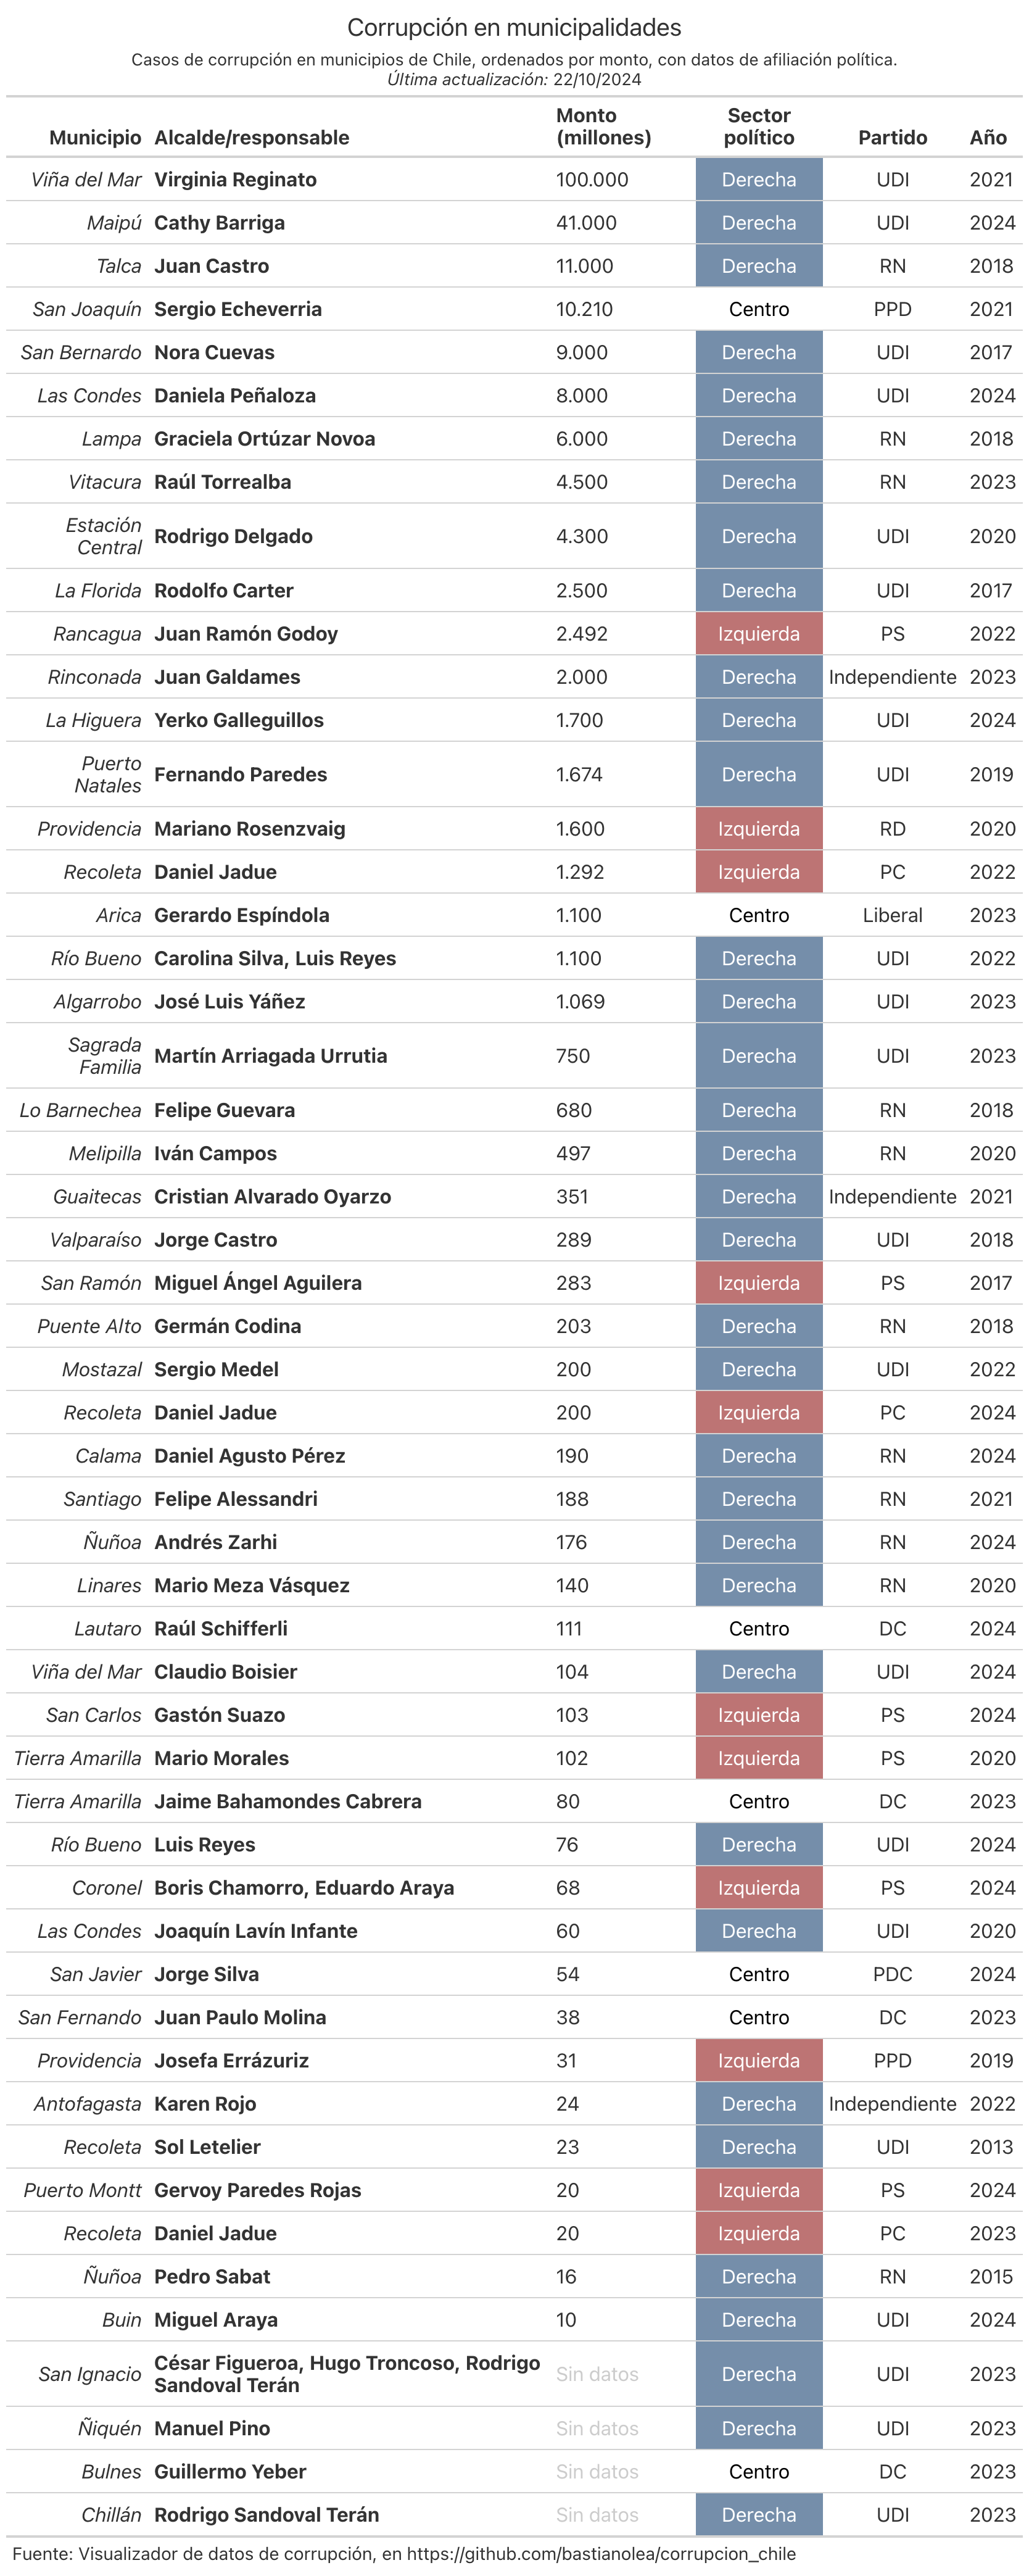 Corrupción en municipalidades
Casos de corrupción en municipios de Chile, ordenados por monto, con datos de afiliación política.
Última actualización: 22/10/2024
Municipio Alcalde/responsable Monto (millones) Sector político Partido Año
Viña del Mar Virginia Reginato 100.000 Derecha UDI 2021
Maipú Cathy Barriga 41.000 Derecha UDI 2024
Talca Juan Castro 11.000 Derecha RN 2018
San Joaquín Sergio Echeverria 10.210 Centro PPD 2021
San Bernardo Nora Cuevas 9.000 Derecha UDI 2017
Las Condes Daniela Peñaloza 8.000 Derecha UDI 2024
Lampa Graciela Ortúzar Novoa 6.000 Derecha RN 2018
Vitacura Raúl Torrealba 4.500 Derecha RN 2023
Estación Central Rodrigo Delgado 4.300 Derecha UDI 2020
La Florida Rodolfo Carter 2.500 Derecha UDI 2017
Rancagua Juan Ramón Godoy 2.492 Izquierda PS 2022
Rinconada Juan Galdames 2.000 Derecha Independiente 2023
La Higuera Yerko Galleguillos 1.700 Derecha UDI 2024
Puerto Natales Fernando Paredes 1.674 Derecha UDI 2019
Providencia Mariano Rosenzvaig 1.600 Izquierda RD 2020
Recoleta Daniel Jadue 1.292 Izquierda PC 2022
Arica Gerardo Espíndola 1.100 Centro Liberal 2023
Río Bueno Carolina Silva, Luis Reyes 1.100 Derecha UDI 2022
Algarrobo José Luis Yáñez 1.069 Derecha UDI 2023
Sagrada Familia Martín Arriagada Urrutia 750 Derecha UDI 2023
Lo Barnechea Felipe Guevara 680 Derecha RN 2018
Melipilla Iván Campos 497 Derecha RN 2020
Guaitecas Cristian Alvarado Oyarzo 351 Derecha Independiente 2021
Valparaíso Jorge Castro 289 Derecha UDI 2018
San Ramón Miguel Ángel Aguilera 283 Izquierda PS 2017
Puente Alto Germán Codina 203 Derecha RN 2018
Mostazal Sergio Medel 200 Derecha UDI 2022
Recoleta Daniel Jadue 200 Izquierda PC 2024
Calama Daniel Agusto Pérez 190 Derecha RN 2024
Santiago Felipe Alessandri 188 Derecha RN 2021
Ñuñoa Andrés Zarhi 176 Derecha RN 2024
Linares Mario Meza Vásquez 140 Derecha RN 2020
Lautaro Raúl Schifferli 111 Centro DC 2024
Viña del Mar Claudio Boisier 104 Derecha UDI 2024
San Carlos Gastón Suazo 103 Izquierda PS 2024
Tierra Amarilla Mario Morales 102 Izquierda PS 2020
Tierra Amarilla Jaime Bahamondes Cabrera 80 Centro DC 2023
Río Bueno Luis Reyes 76 Derecha UDI 2024
Coronel Boris Chamorro, Eduardo Araya 68 Izquierda PS 2024
Las Condes Joaquín Lavín Infante 60 Derecha UDI 2020
San Javier Jorge Silva 54 Centro PDC 2024
San Fernando Juan Paulo Molina 38 Centro DC 2023
Providencia Josefa Errázuriz 31 Izquierda PPD 2019
Antofagasta Karen Rojo 24 Derecha Independiente 2022
Recoleta Sol Letelier 23 Derecha UDI 2013
Puerto Montt Gervoy Paredes Rojas 20 Izquierda PS 2024
Recoleta Daniel Jadue 20 Izquierda PC 2023
Ñuñoa Pedro Sabat 16 Derecha RN 2015
Buin Miguel Araya 10 Derecha UDI 2024
San Ignacio César Figueroa, Hugo Troncoso, Rodrigo Sandoval Terán Sin datos Derecha UDI 2023
Ñiquén Manuel Pino Sin datos Derecha UDI 2023
Bulnes Guillermo Yeber Sin datos Centro DC 2023
Chillán Rodrigo Sandoval Terán Sin datos Derecha UDI 2023
Fuente: Visualizador de datos de corrupción, en https://github.com/bastianolea/corrupcion_chile